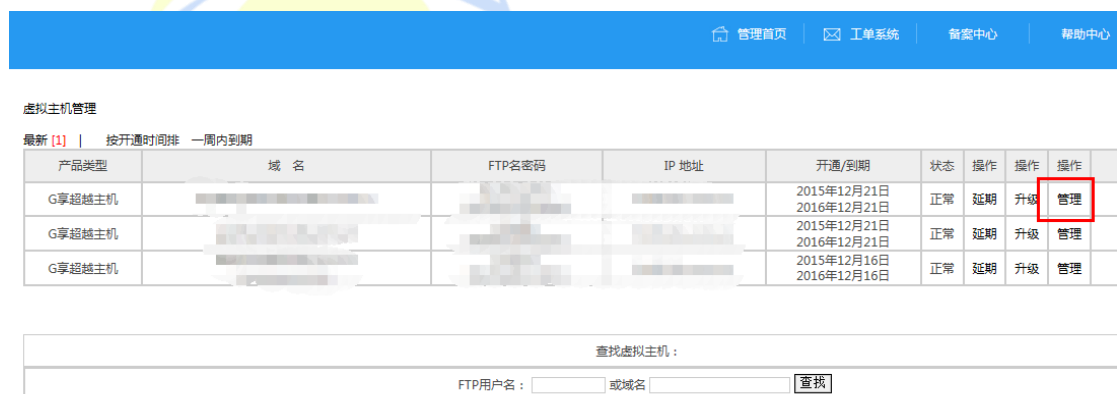 管理首页 工单系统 备案中心 帮助中心
虚拟主机管理
最新 [1] | 按开通时间排 一周内到期
产品类型 域 名 FTP名密码 IP 地址 开通/到期 状态 操作 操作 操作
G享超越主机 2015年12月21日 正常 延期 升级 管理
2016年12月21日
G享超越主机 2015年12月21日 正常 延期 升级 管理
2016年12月21日
G享超越主机 2015年12月16日 正常 延期 升级 管理
2016年12月16日
查找虚拟主机：
FTP用户名： 或域名 查找